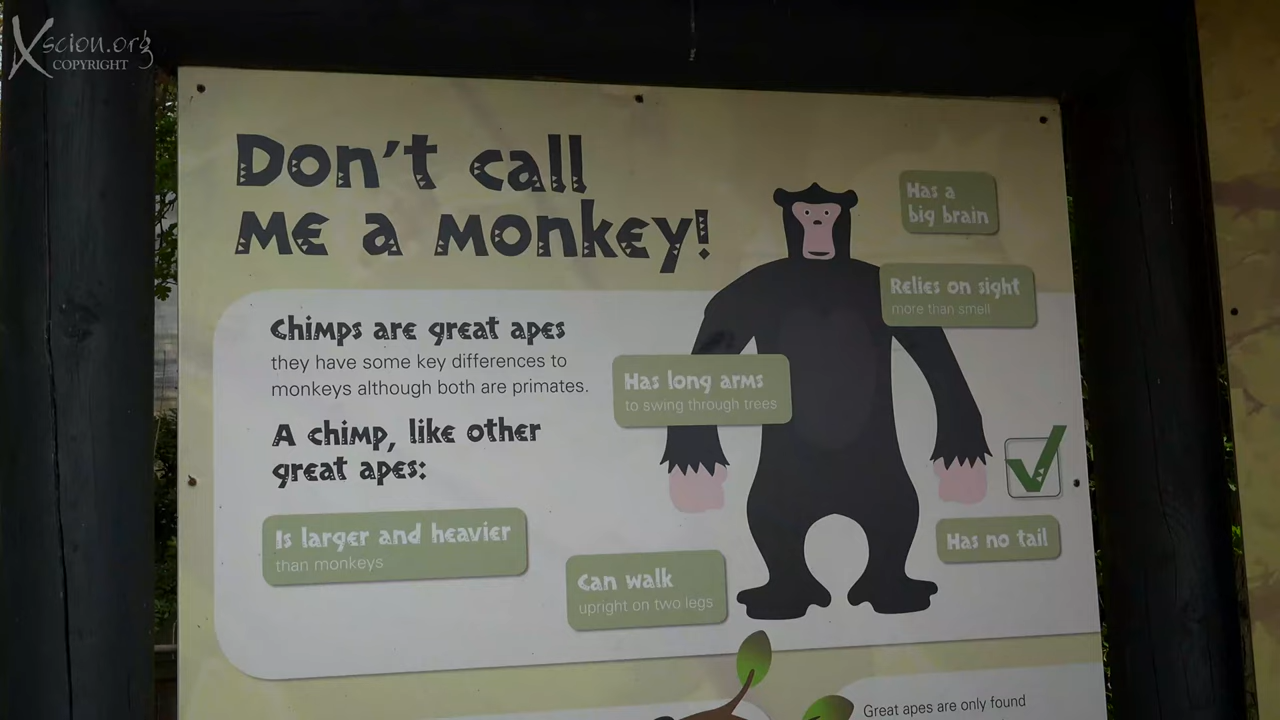 Xscion.org
COPYRIGHT
Don't call
me a monkey!
Chimps are great apes
they have some key differences to
monkeys although both are primates.
A chimp, like other
great apes:
Is larger and heavier
than monkeys
Can walk
upright on two legs
Has long arms
to swing through trees
Has a
big brain
Relies on sight
more than smell
Has no tail
Great apes are only found